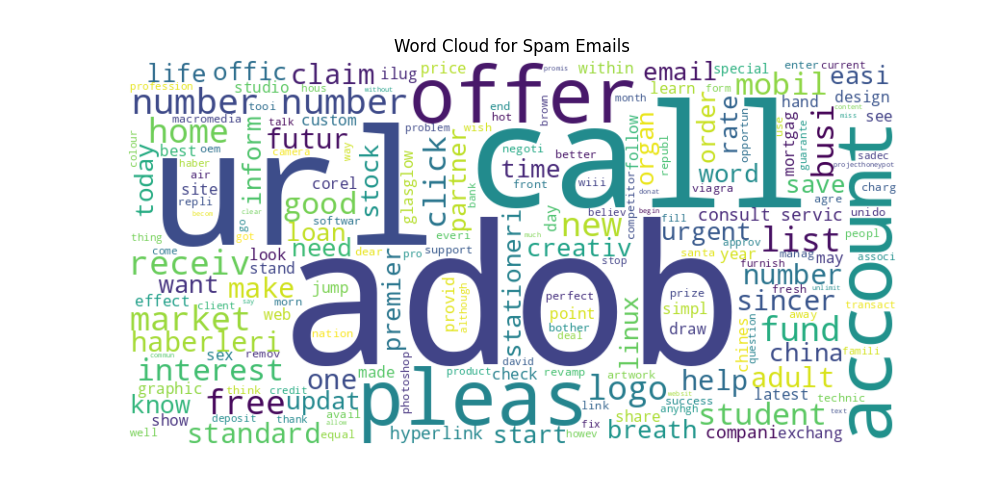 Word Cloud for Spam Emails
life offic claim ilug price within email special enter current
profession studio hous tooi without promis learn form mobil easi
number number offer month hand design
macromedia talk custom end hot brown wish problem
home futur best oem inform stock click partner negoti better
time organ follow republ order rate opportun mortgag use guarante busi see content miss
today colour haber air site repli camera way corel glasglow bank front wiii
url call word viagra save projecthoneypot sadec charg agre
good softwar everi day believ competitor donat begin fill consult servic unido
thing go got clear becom loan new urgent approv list peopl account
come look need dear support pro much creativ stop santa year manag may associ
receiv stand want make jump adob furnish number
effect client say morn web premier provid although stationeri perfect prize simpl fresh unlimit sincer transact
market nation point bother deal draw linux chines question away fund
haberleri commun sex remov photoshop david china famili
interest made product check revamp artwork websit help adult latest technic
graphic think credit one free updat pleas link logo success
know show deposit thank avail allow share anyhgh student text
well standard equal hyperlink start howev fix breath compani exchang